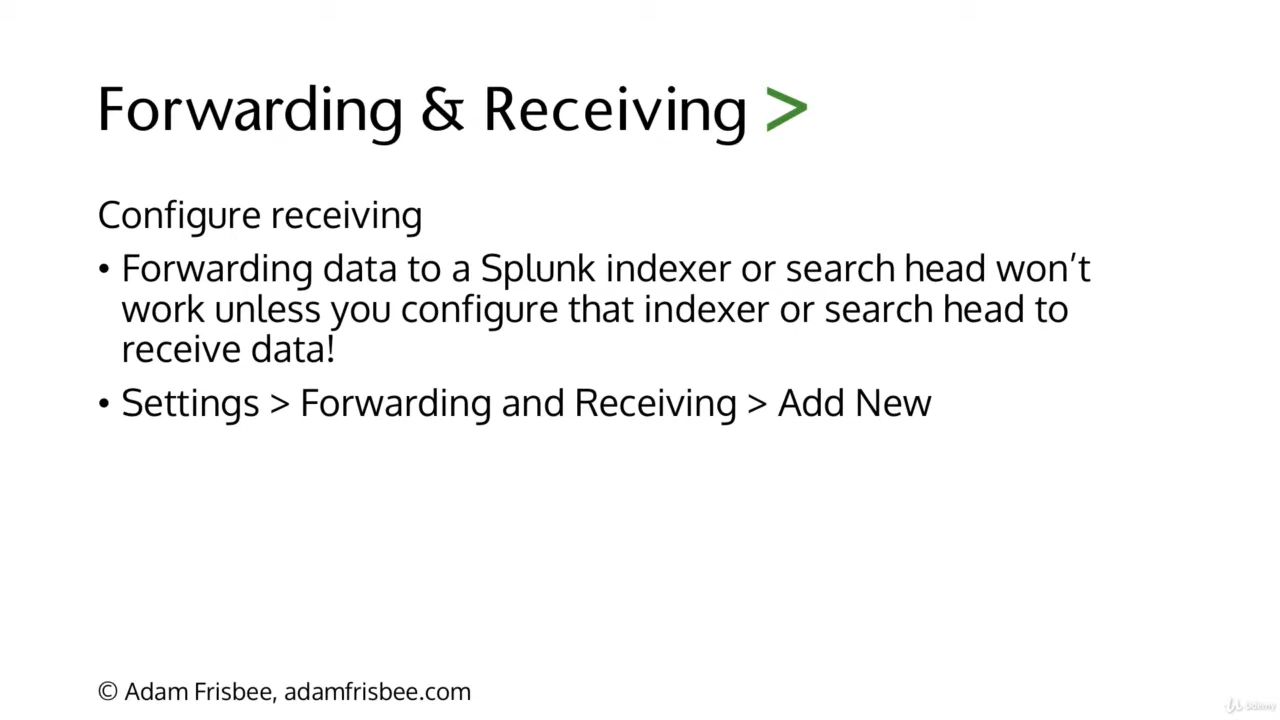 Forwarding & Receiving >
Configure receiving
• Forwarding data to a Splunk indexer or search head won't
work unless you configure that indexer or search head to
receive data!
• Settings > Forwarding and Receiving > Add New
© Adam Frisbee, adamfrisbee.com
Udemy